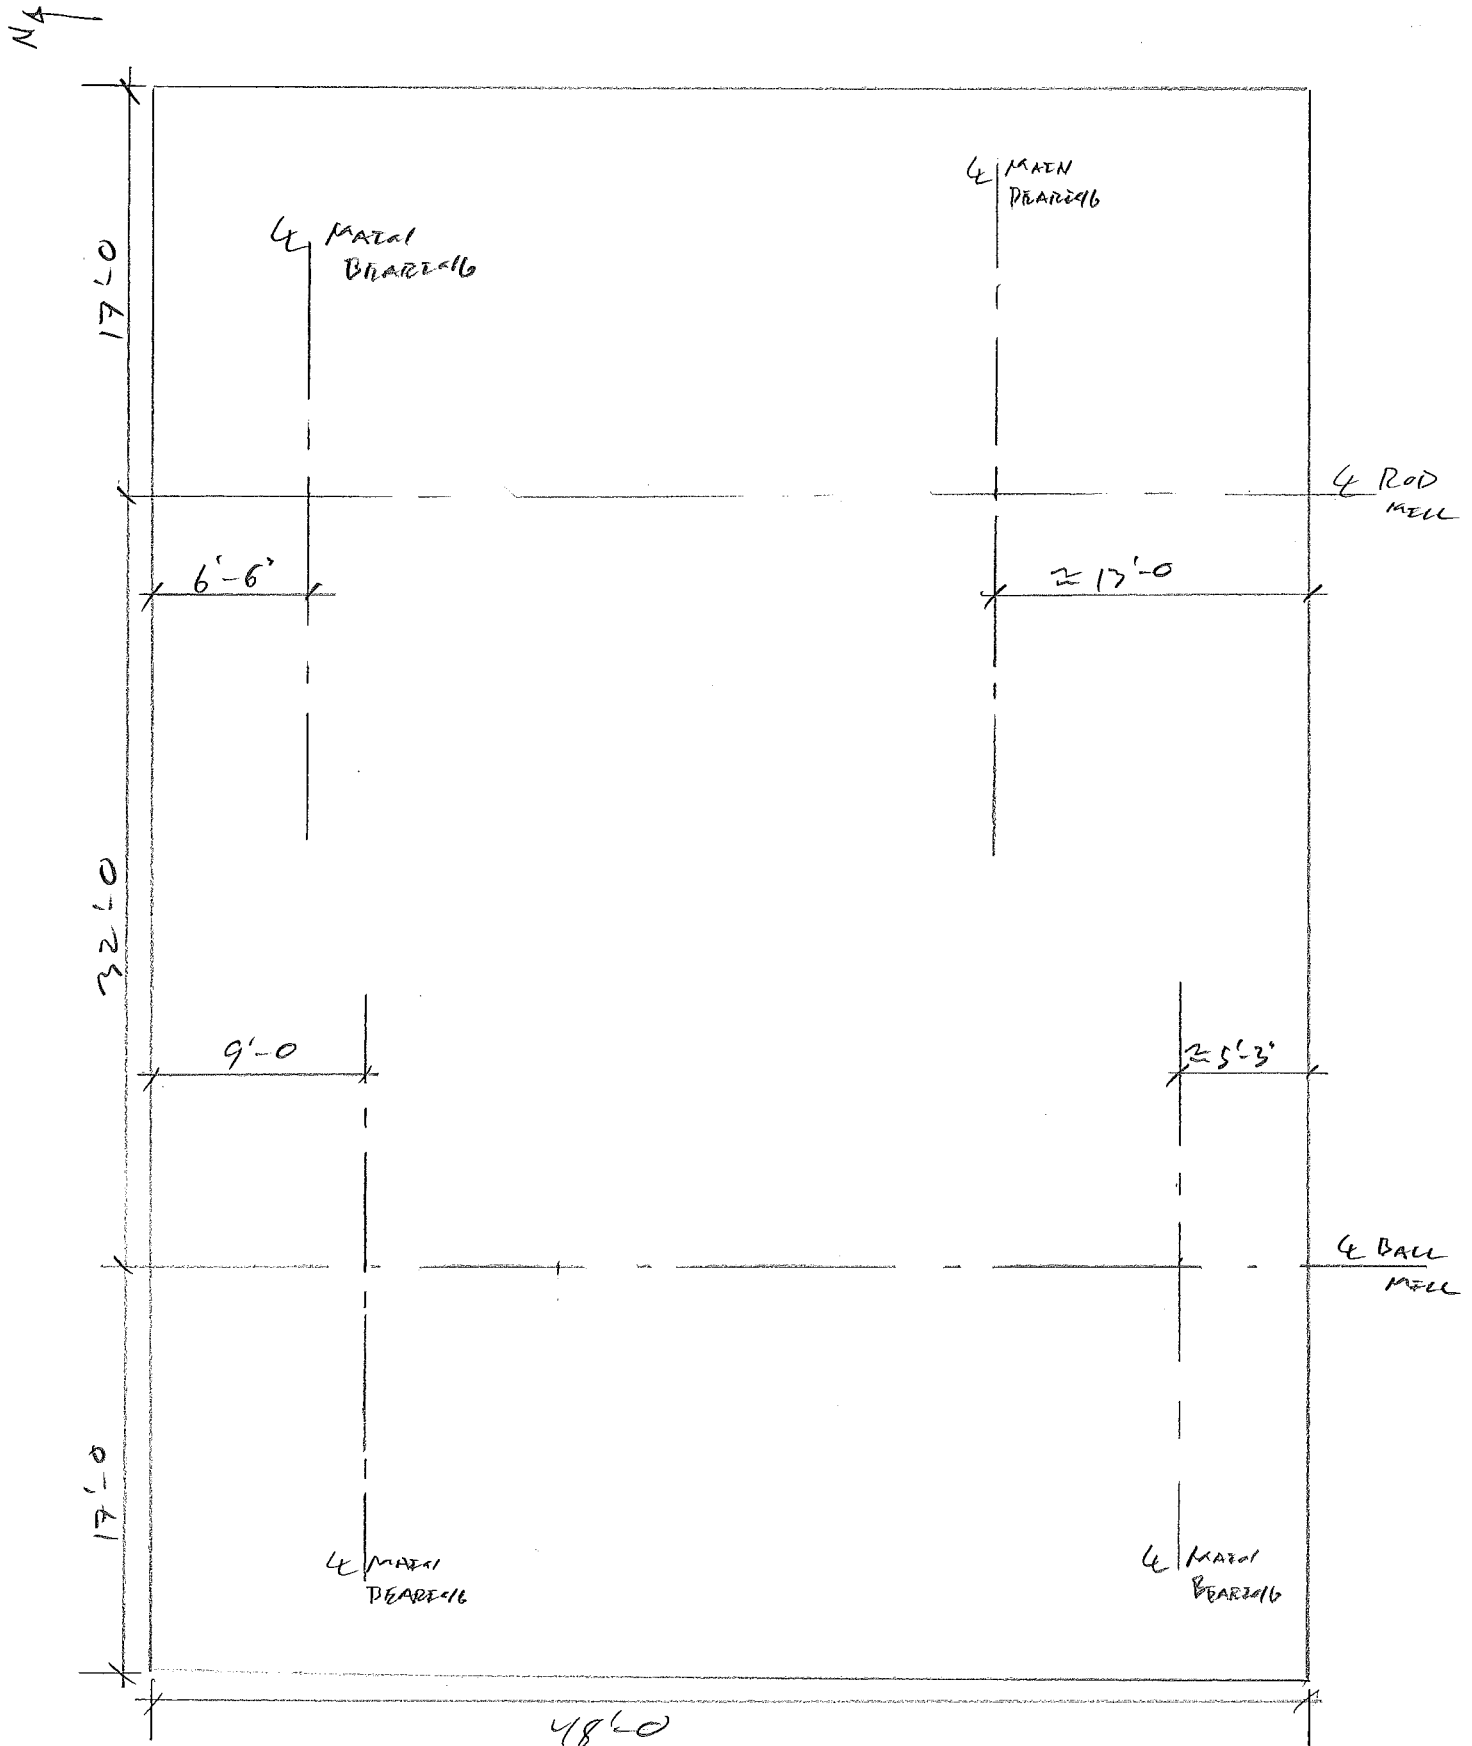 N
℄ MAIN
BEARING
℄ MAIN
BEARING
17'-0
℄ ROD
MILL
6'-6"
≈ 13'-0
32'-0
9'-0
≈ 5'-3"
℄ BALL
MILL
17'-0
℄ MAIN
BEARING
℄ MAIN
BEARING
48'-0